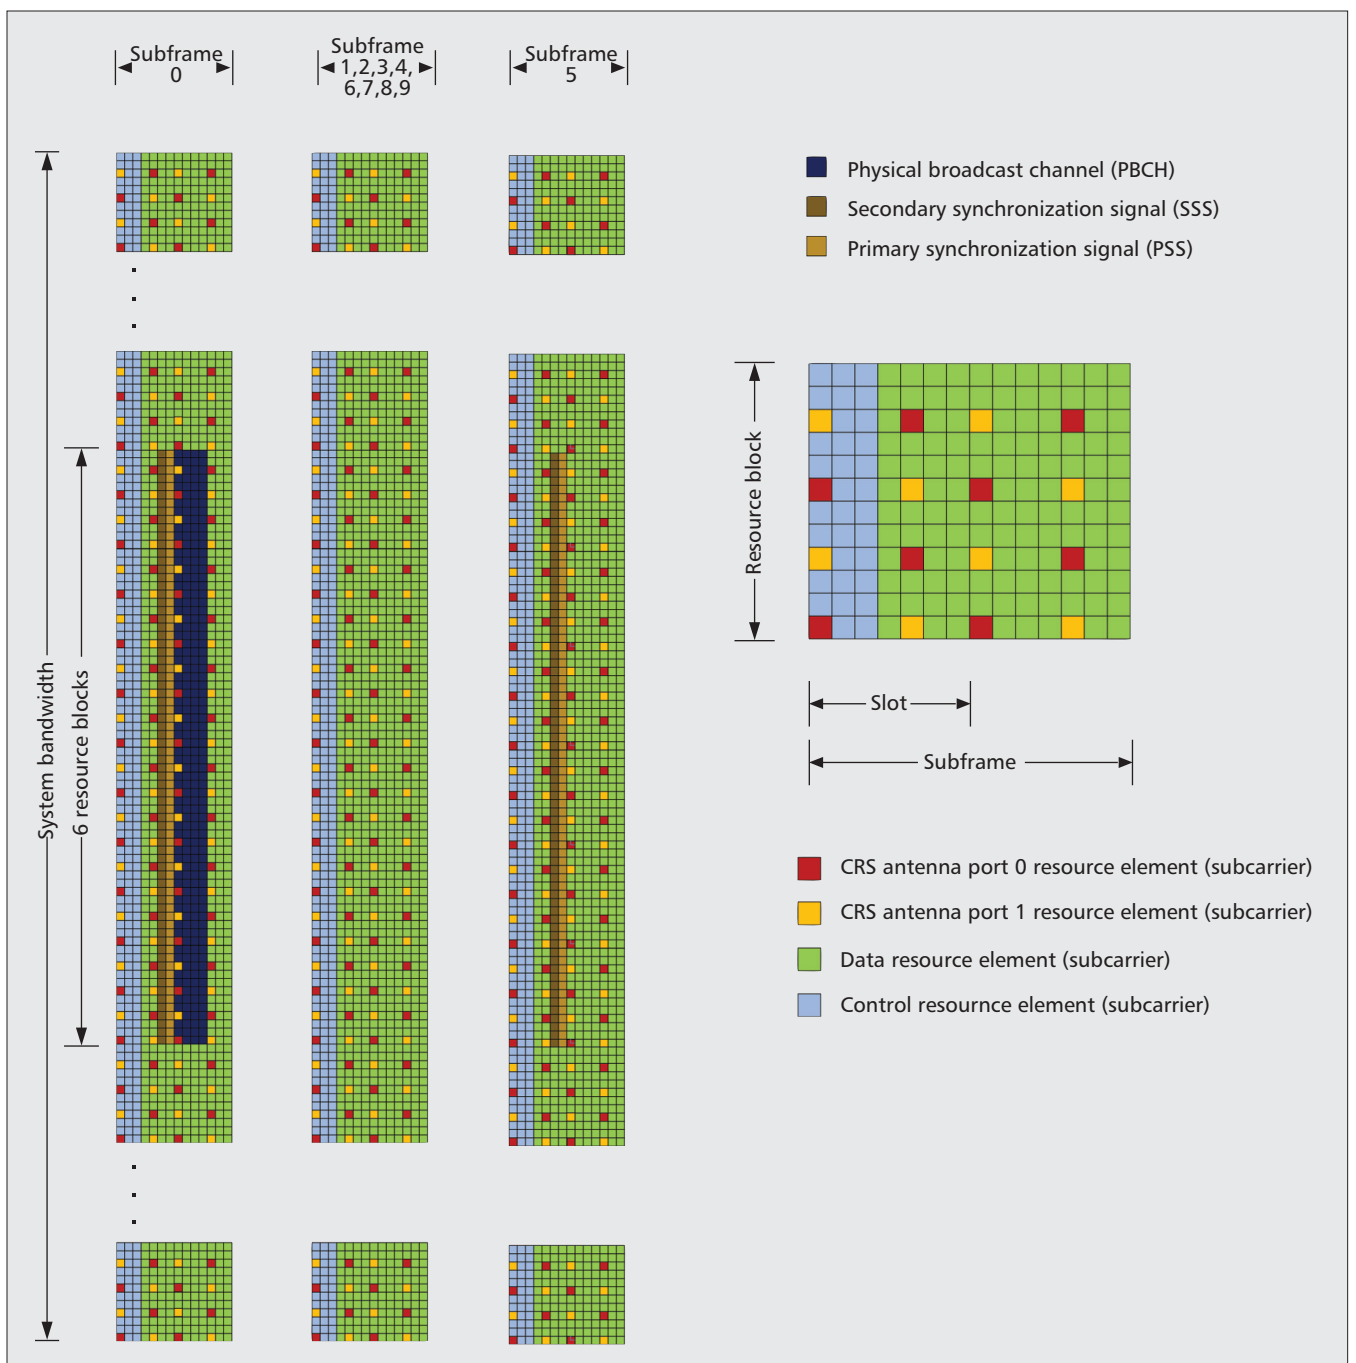 Subframe
0
Subframe
1,2,3,4,
6,7,8,9
Subframe
5
Physical broadcast channel (PBCH)
Secondary synchronization signal (SSS)
Primary synchronization signal (PSS)
System bandwidth
6 resource blocks
Resource block
Slot
Subframe
CRS antenna port 0 resource element (subcarrier)
CRS antenna port 1 resource element (subcarrier)
Data resource element (subcarrier)
Control resournce element (subcarrier)